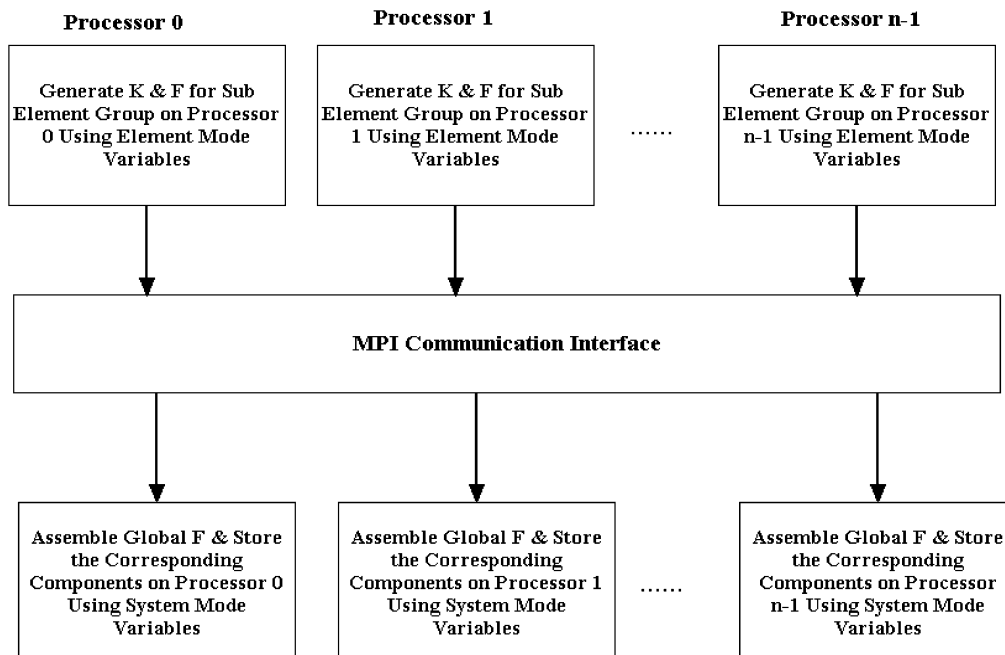 Processor 0
Processor 1
Processor n-1
Generate K & F for Sub
Element Group on Processor
0 Using Element Mode
Variables
Generate K & F for Sub
Element Group on Processor
1 Using Element Mode
Variables
......
Generate K & F for Sub
Element Group on Processor
n-1 Using Element Mode
Variables
MPI Communication Interface
Assemble Global F & Store
the Corresponding
Components on Processor 0
Using System Mode
Variables
Assemble Global F & Store
the Corresponding
Components on Processor 1
Using System Mode
Variables
......
Assemble Global F & Store
the Corresponding
Components on Processor
n-1 Using System Mode
Variables